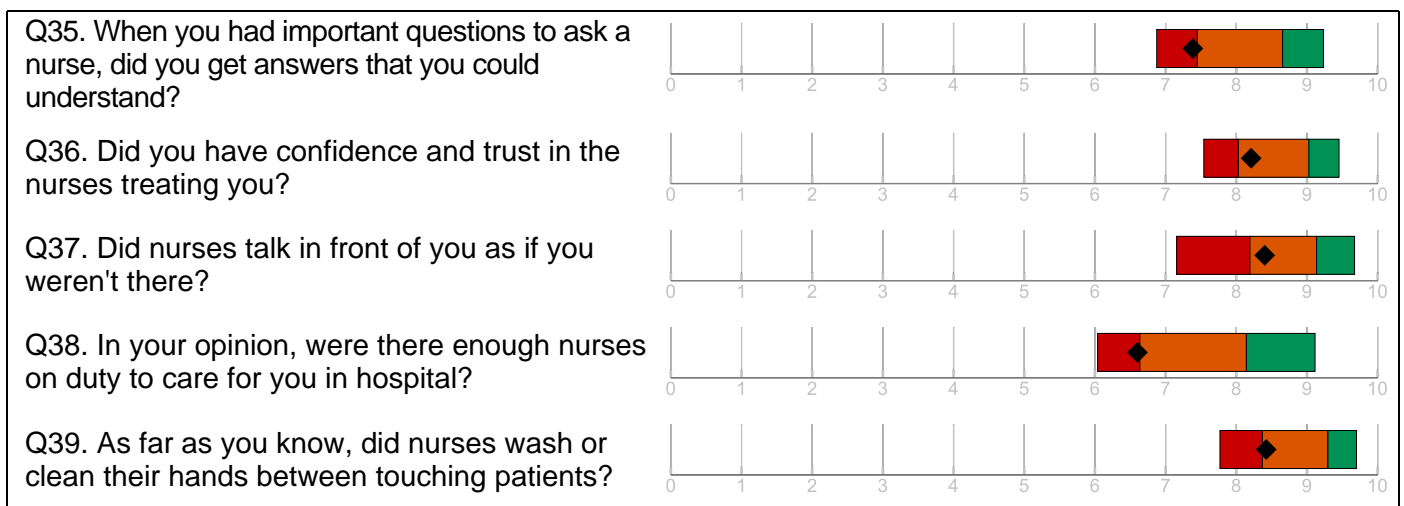 Q35. When you had important questions to ask a
nurse, did you get answers that you could
understand?
0 1 2 3 4 5 6 7 8 9 10
Q36. Did you have confidence and trust in the
nurses treating you?
0 1 2 3 4 5 6 7 8 9 10
Q37. Did nurses talk in front of you as if you
weren't there?
0 1 2 3 4 5 6 7 8 9 10
Q38. In your opinion, were there enough nurses
on duty to care for you in hospital?
0 1 2 3 4 5 6 7 8 9 10
Q39. As far as you know, did nurses wash or
clean their hands between touching patients?
0 1 2 3 4 5 6 7 8 9 10